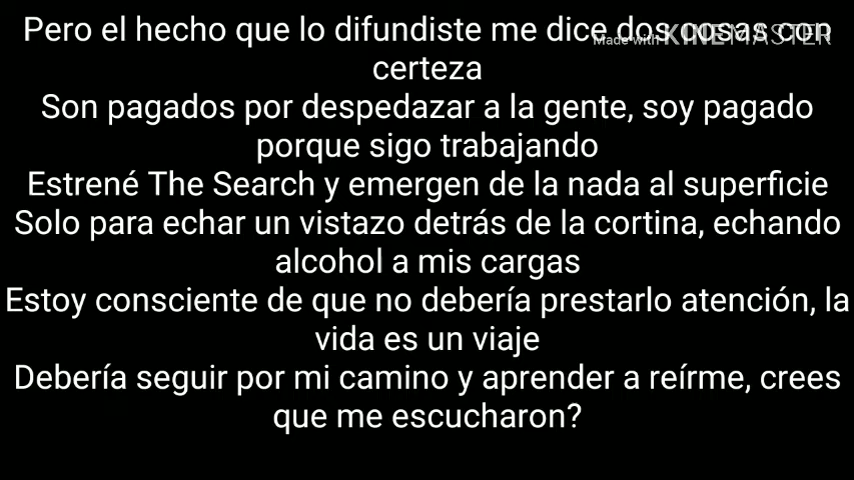 Pero el hecho que lo difundiste me dice dos cosas con
Made with KINEMASTER
certeza
Son pagados por despedazar a la gente, soy pagado
porque sigo trabajando
Estrené The Search y emergen de la nada al superficie
Solo para echar un vistazo detrás de la cortina, echando
alcohol a mis cargas
Estoy consciente de que no debería prestarlo atención, la
vida es un viaje
Debería seguir por mi camino y aprender a reírme, crees
que me escucharon?